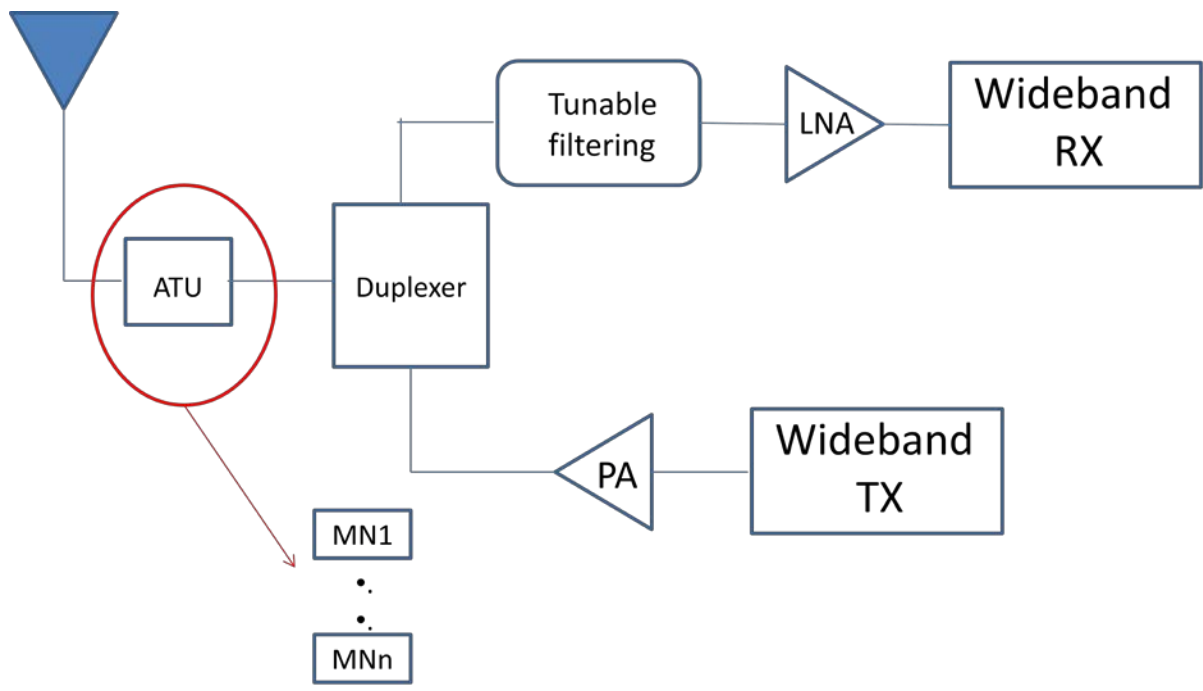 Tunable
filtering
LNA
Wideband
RX
ATU
Duplexer
PA
Wideband
TX
MN1
•.
•.
MNn